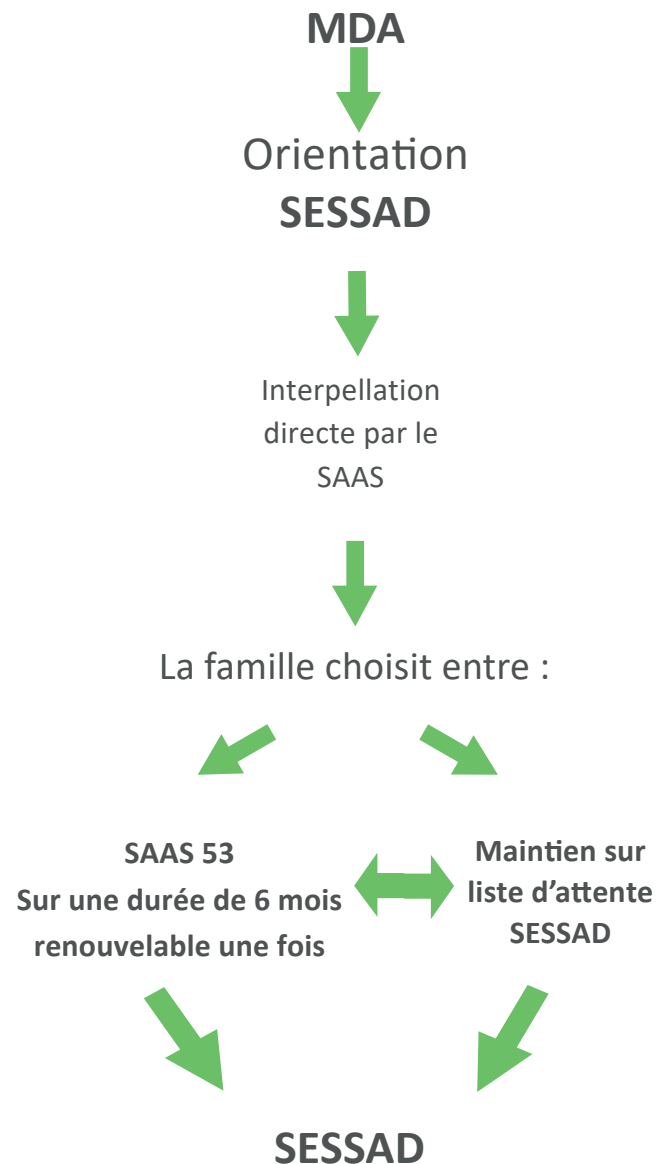 MDA
Orientation
SESSAD
Interpellation
directe par le
SAAS
La famille choisit entre :
SAAS 53
Sur une durée de 6 mois
renouvelable une fois
Maintien sur
liste d’attente
SESSAD
SESSAD